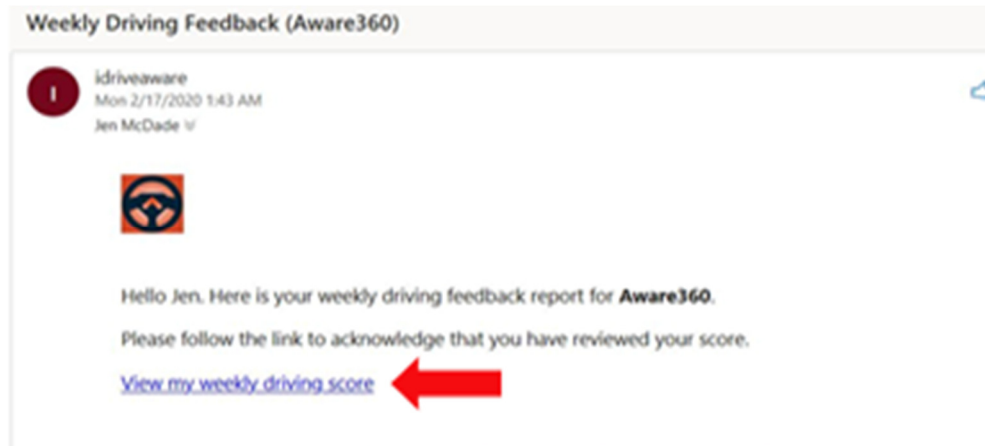 Weekly Driving Feedback (Aware360)
I
idriveaware
Mon 2/17/2020 1:43 AM
Jen McDade
Hello Jen. Here is your weekly driving feedback report for Aware360.
Please follow the link to acknowledge that you have reviewed your score.
View my weekly driving score